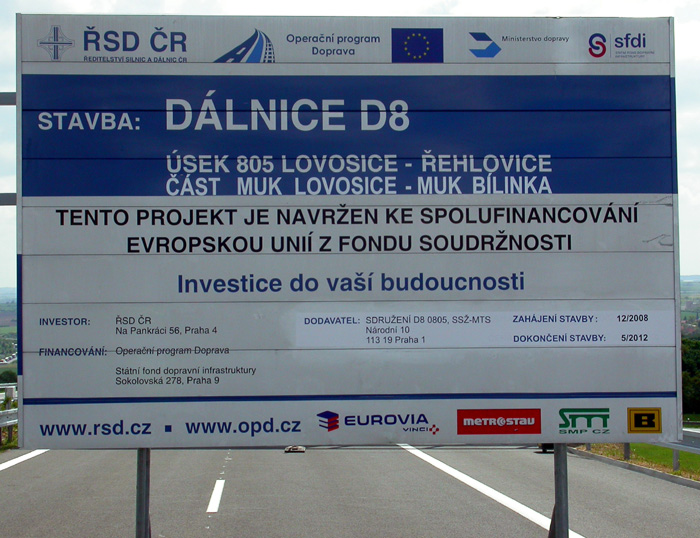 ŘSD ČR
ŘEDITELSTVÍ SILNIC A DÁLNIC ČR
Operační program
Doprava
Ministerstvo dopravy
sfdi
STAVBA: DÁLNICE D8
ÚSEK 805 LOVOSICE - ŘEHLOVICE
ČÁST MUK LOVOSICE - MUK BÍLINKA
TENTO PROJEKT JE NAVRŽEN KE SPOLUFINANCOVÁNÍ
EVROPSKOU UNIÍ Z FONDU SOUDRŽNOSTI
Investice do vaší budoucnosti
INVESTOR: ŘSD ČR
Na Pankráci 56, Praha 4
FINANCOVÁNÍ: Operační program Doprava
Státní fond dopravní infrastruktury
Sokolovská 278, Praha 9
DODAVATEL: SDRUŽENÍ D8 0805, SSŽ-MTS
Národní 10
113 19 Praha 1
ZAHÁJENÍ STAVBY: 12/2008
DOKONČENÍ STAVBY: 5/2012
www.rsd.cz ▪ www.opd.cz
EUROVIA
VINCI
METROSTAV
SMP CZ
B